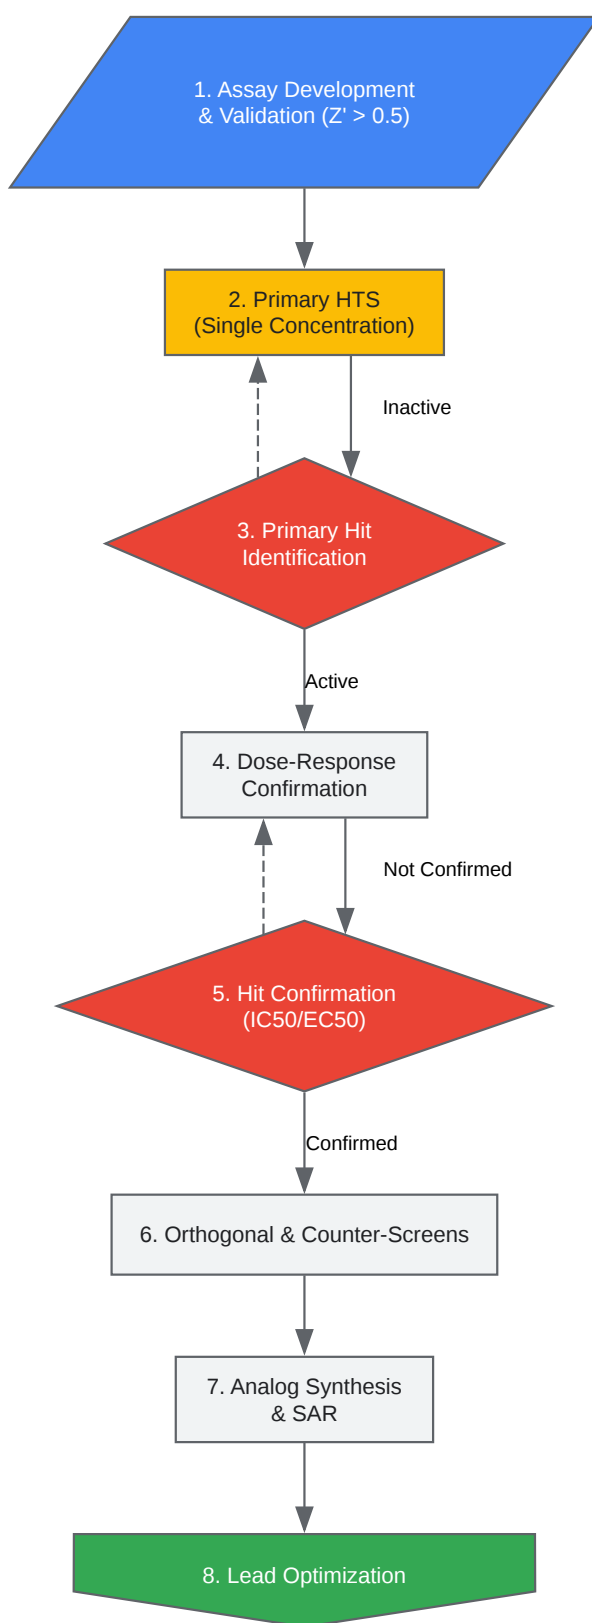 1. Assay Development
& Validation (Z' > 0.5)
2. Primary HTS
(Single Concentration)
Inactive
3. Primary Hit
Identification
Active
4. Dose-Response
Confirmation
Not Confirmed
5. Hit Confirmation
(IC50/EC50)
Confirmed
6. Orthogonal & Counter-Screens
7. Analog Synthesis
& SAR
8. Lead Optimization